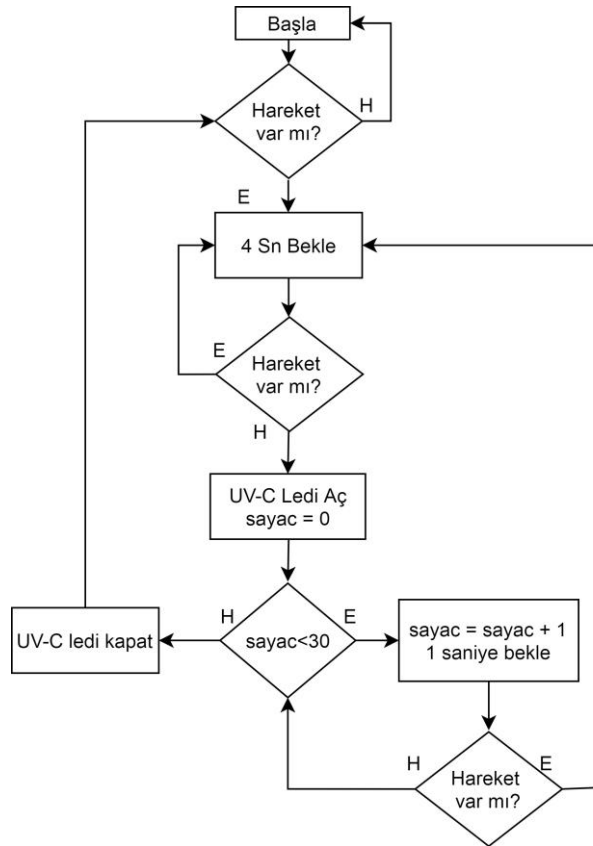 Başla
Hareket
var mı?
H
E
4 Sn Bekle
E
Hareket
var mı?
H
UV-C Ledi Aç
sayac = 0
H
sayac<30
E
UV-C ledi kapat
sayac = sayac + 1
1 saniye bekle
H
Hareket
var mı?
E